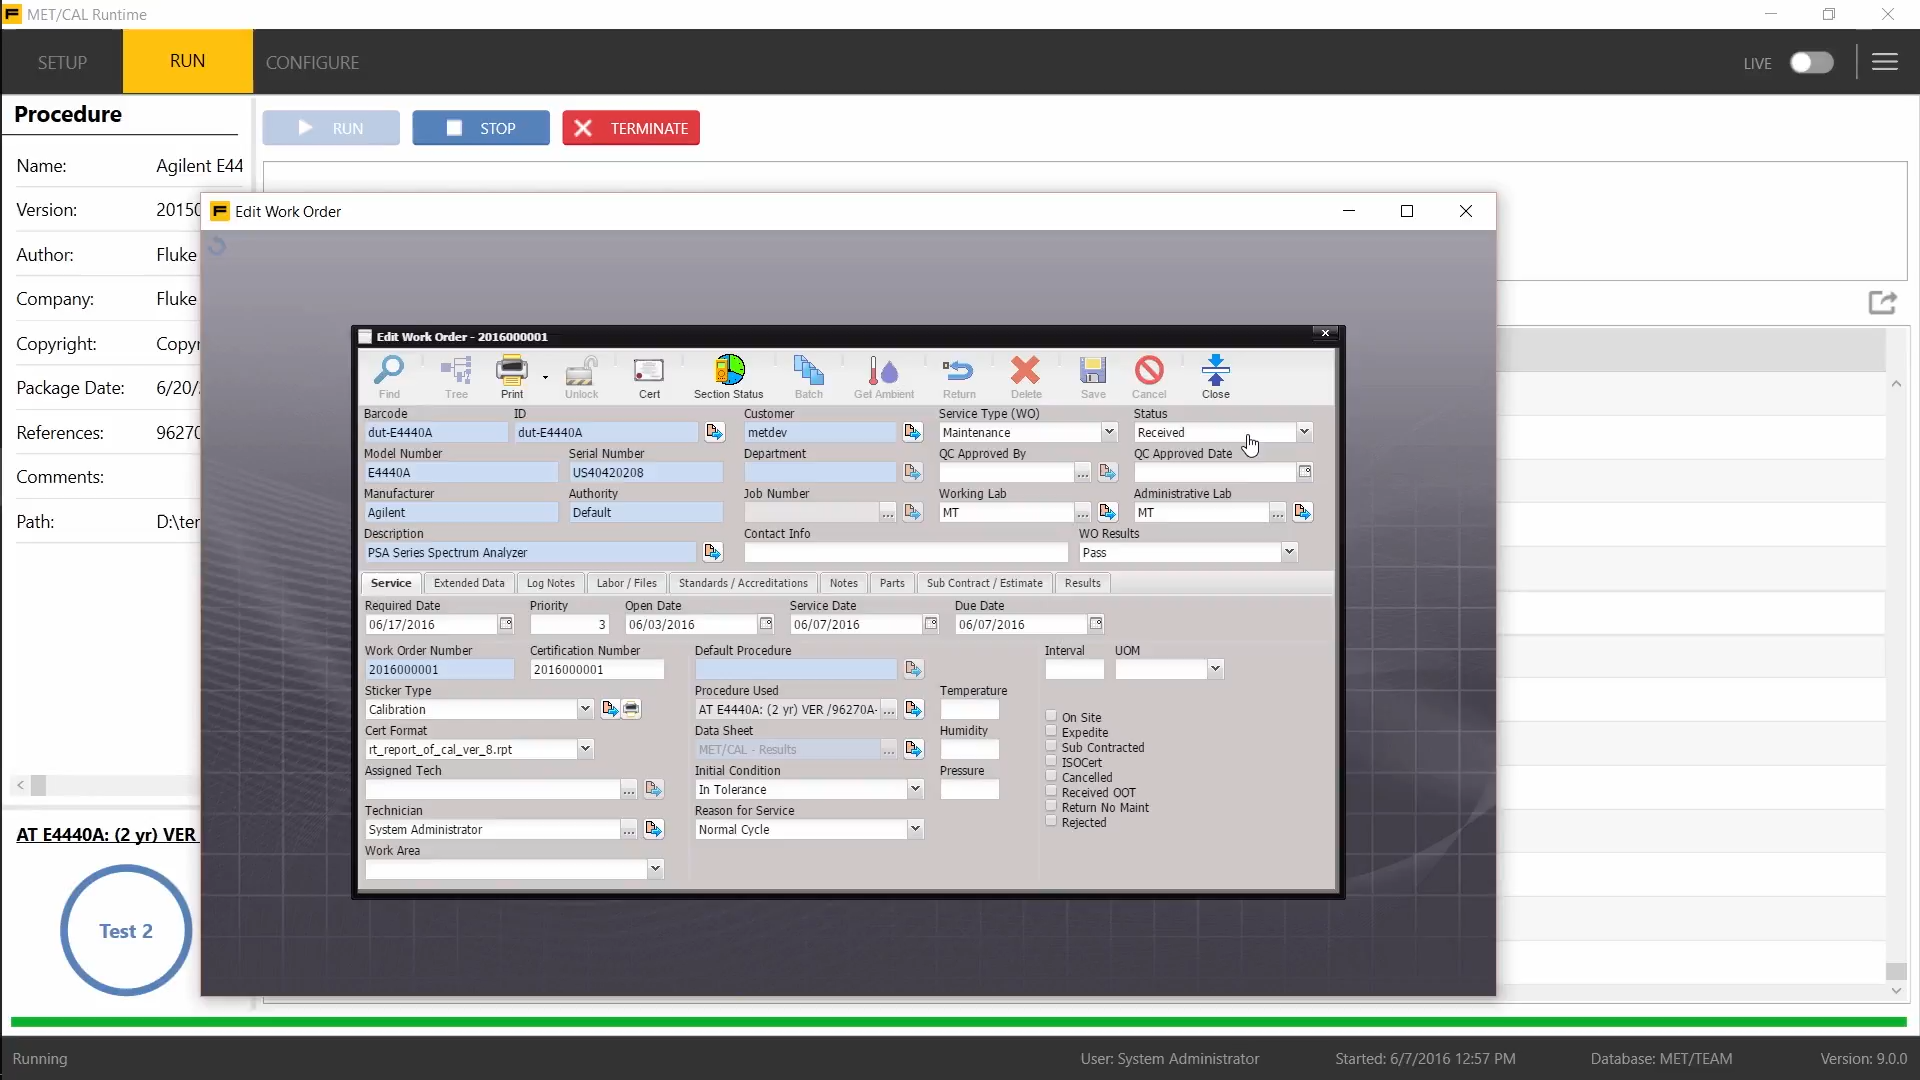 MET/CAL Runtime
SETUP RUN CONFIGURE LIVE
Procedure
RUN STOP TERMINATE
Name: Agilent E44
Version: 2015
Author: Fluke
Company: Fluke
Copyright: Copyr
Package Date: 6/20/
References: 96270
Comments:
Path: D:\ter
AT E4440A: (2 yr) VER
Test 2
Edit Work Order
Edit Work Order - 2016000001
Find Tree Print Unlock Cert Section Status Batch Get Ambient Return Delete Save Cancel Close
Barcode ID Customer Service Type (WO) Status
dut-E4440A dut-E4440A metdev Maintenance Received
Model Number Serial Number Department QC Approved By QC Approved Date
E4440A US40420208
Manufacturer Authority Job Number Working Lab Administrative Lab
Agilent Default ... MT ... MT ...
Description Contact Info WO Results
PSA Series Spectrum Analyzer Pass
Service Extended Data Log Notes Labor / Files Standards / Accreditations Notes Parts Sub Contract / Estimate Results
Required Date Priority Open Date Service Date Due Date
06/17/2016 3 06/03/2016 06/07/2016 06/07/2016
Work Order Number Certification Number Default Procedure Interval UOM
2016000001 2016000001
Sticker Type Procedure Used Temperature
Calibration AT E4440A: (2 yr) VER /96270A- ...
Cert Format Data Sheet Humidity
rt_report_of_cal_ver_8.rpt MET/CAL - Results ...
Assigned Tech Initial Condition Pressure
... In Tolerance
Technician Reason for Service
System Administrator ... Normal Cycle
Work Area
On Site
Expedite
Sub Contracted
ISOCert
Cancelled
Received OOT
Return No Maint
Rejected
Running User: System Administrator Started: 6/7/2016 12:57 PM Database: MET/TEAM Version: 9.0.0